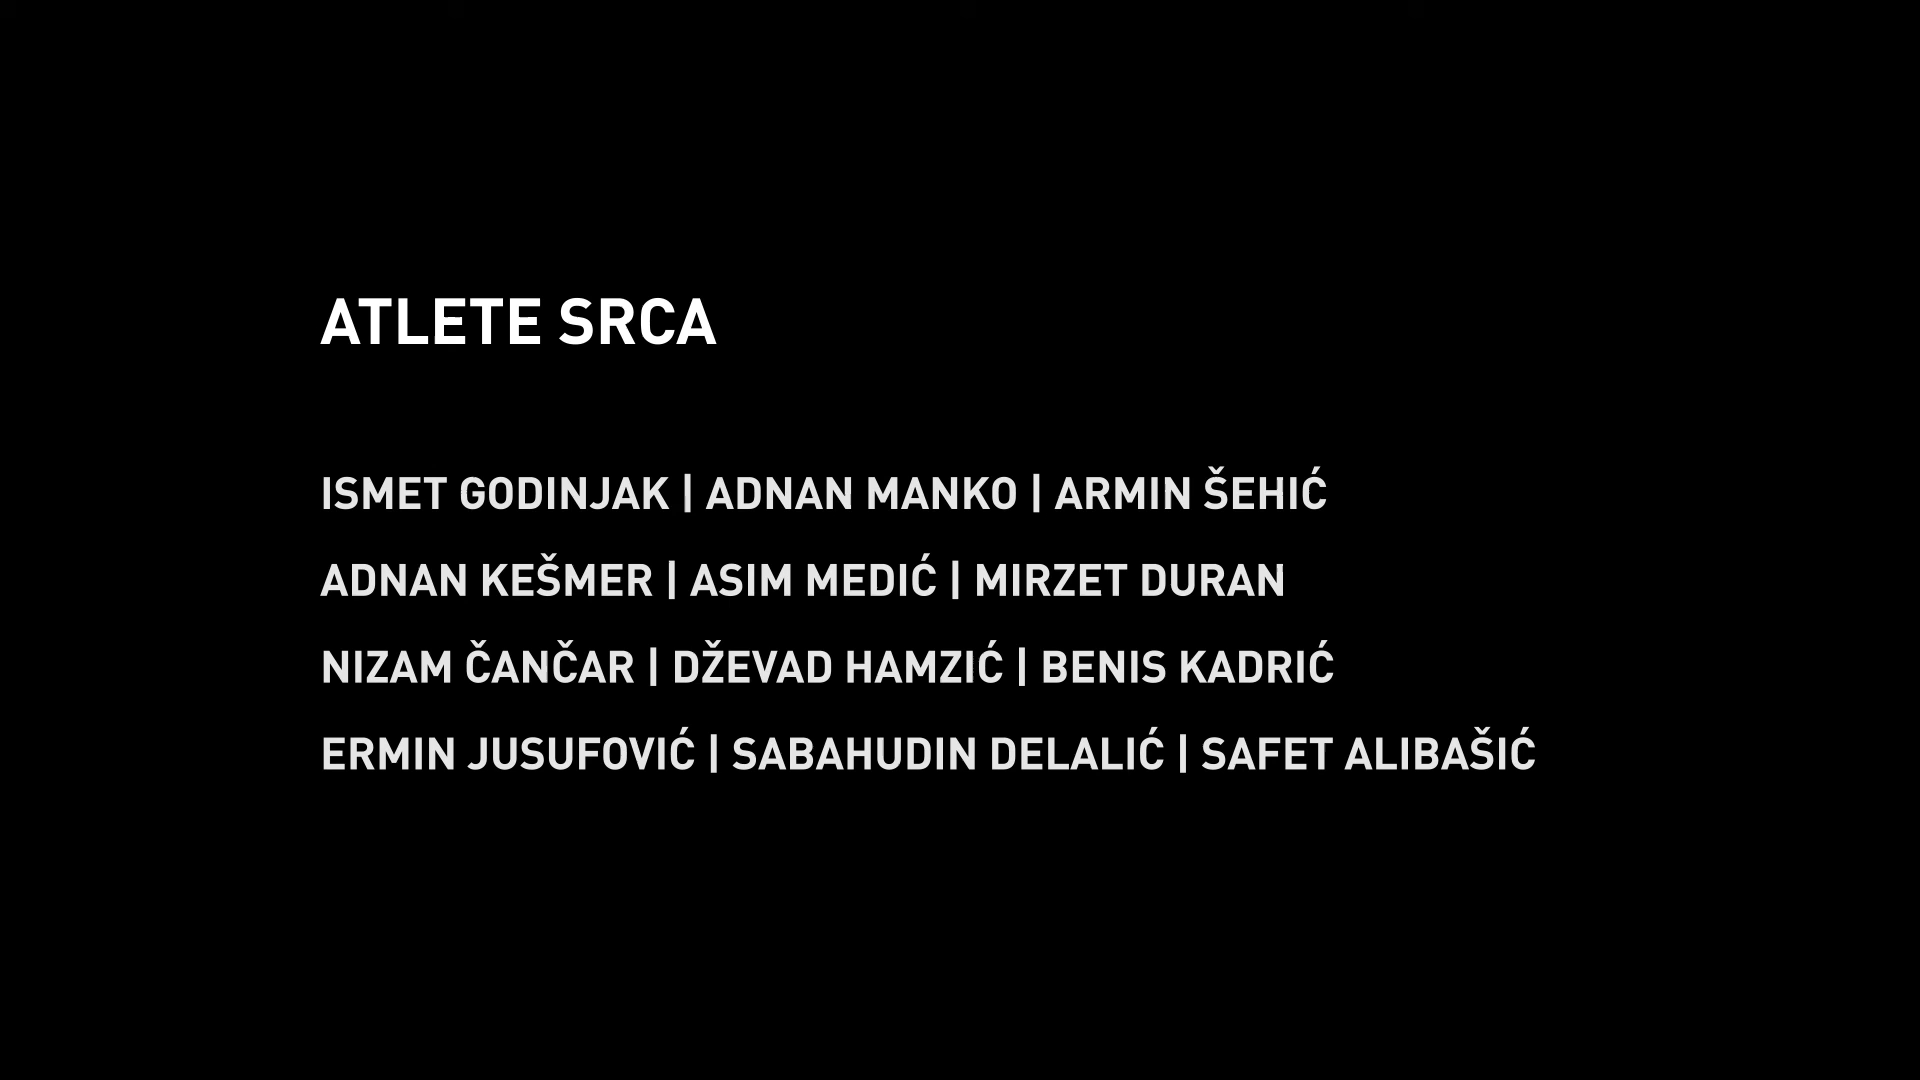 ATLETE SRCA
ISMET GODINJAK | ADNAN MANKO | ARMIN ŠEHIĆ
ADNAN KEŠMER | ASIM MEDIĆ | MIRZET DURAN
NIZAM ČANČAR | DŽEVAD HAMZIĆ | BENIS KADRIĆ
ERMIN JUSUFOVIĆ | SABAHUDIN DELALIĆ | SAFET ALIBAŠIĆ